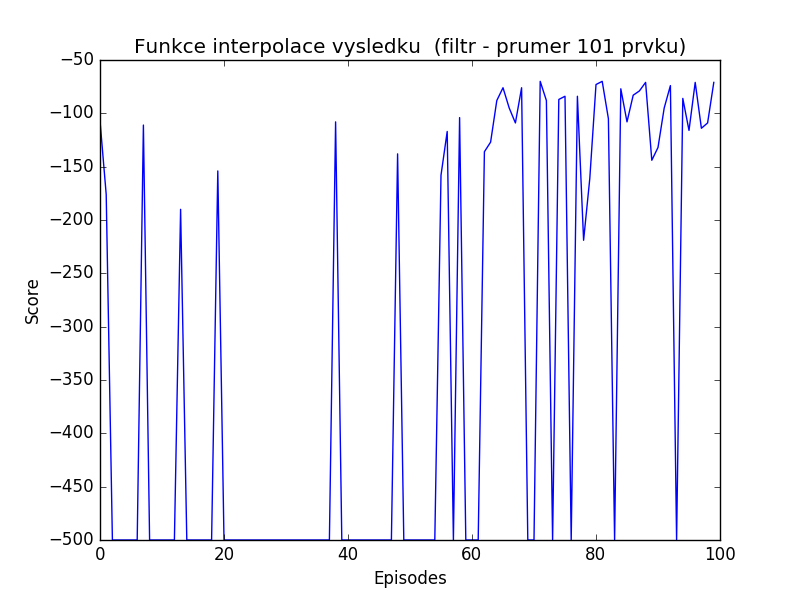 Funkce interpolace vysledku  (filtr - prumer 101 prvku)
−50
−100
−150
−200
−250
−300
−350
−400
−450
−500
Score
0 20 40 60 80 100
Episodes